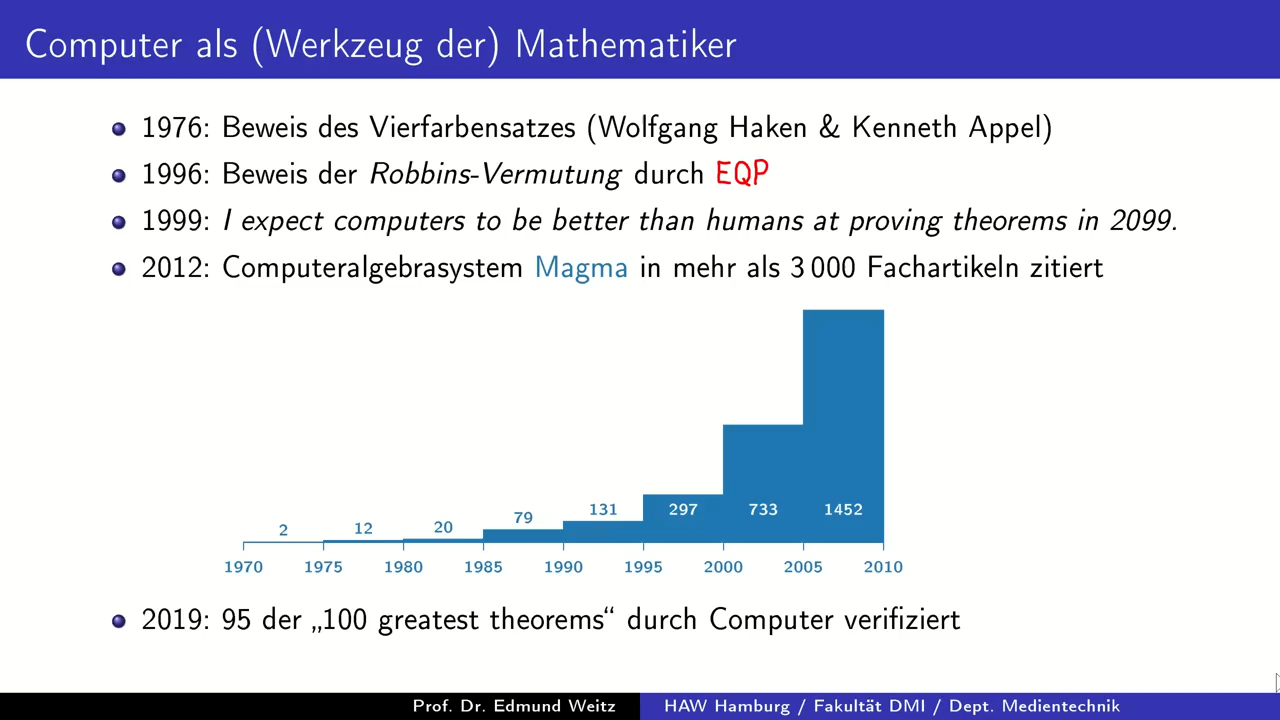 Computer als (Werkzeug der) Mathematiker
1976: Beweis des Vierfarbensatzes (Wolfgang Haken & Kenneth Appel)
1996: Beweis der Robbins-Vermutung durch EQP
1999: I expect computers to be better than humans at proving theorems in 2099.
2012: Computeralgebrasystem Magma in mehr als 3 000 Fachartikeln zitiert
2 12 20 79 131 297 733 1452
1970 1975 1980 1985 1990 1995 2000 2005 2010
2019: 95 der „100 greatest theorems“ durch Computer verifiziert
Prof. Dr. Edmund Weitz HAW Hamburg / Fakultät DMI / Dept. Medientechnik